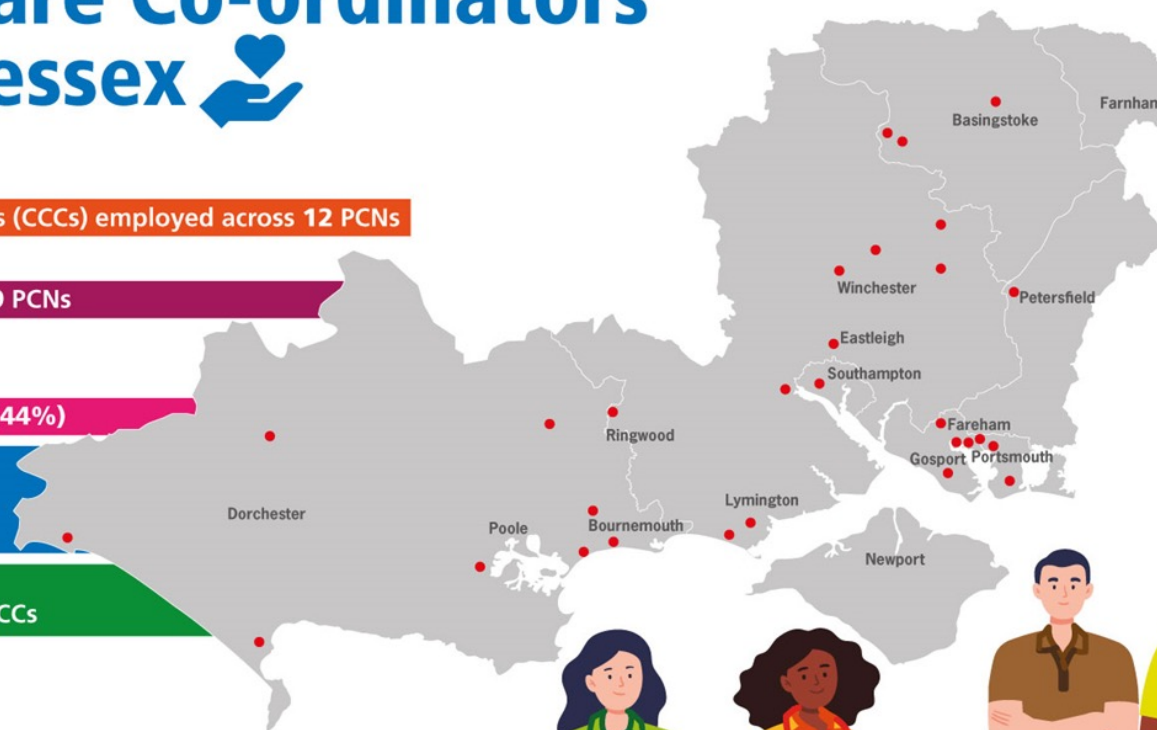 are Co-ordinators
essex
s (CCCs) employed across 12 PCNs
PCNs
44%)
CCs
Basingstoke
Farnham
Winchester
Petersfield
Eastleigh
Southampton
Ringwood
Fareham
Gosport
Portsmouth
Dorchester
Lymington
Poole
Bournemouth
Newport